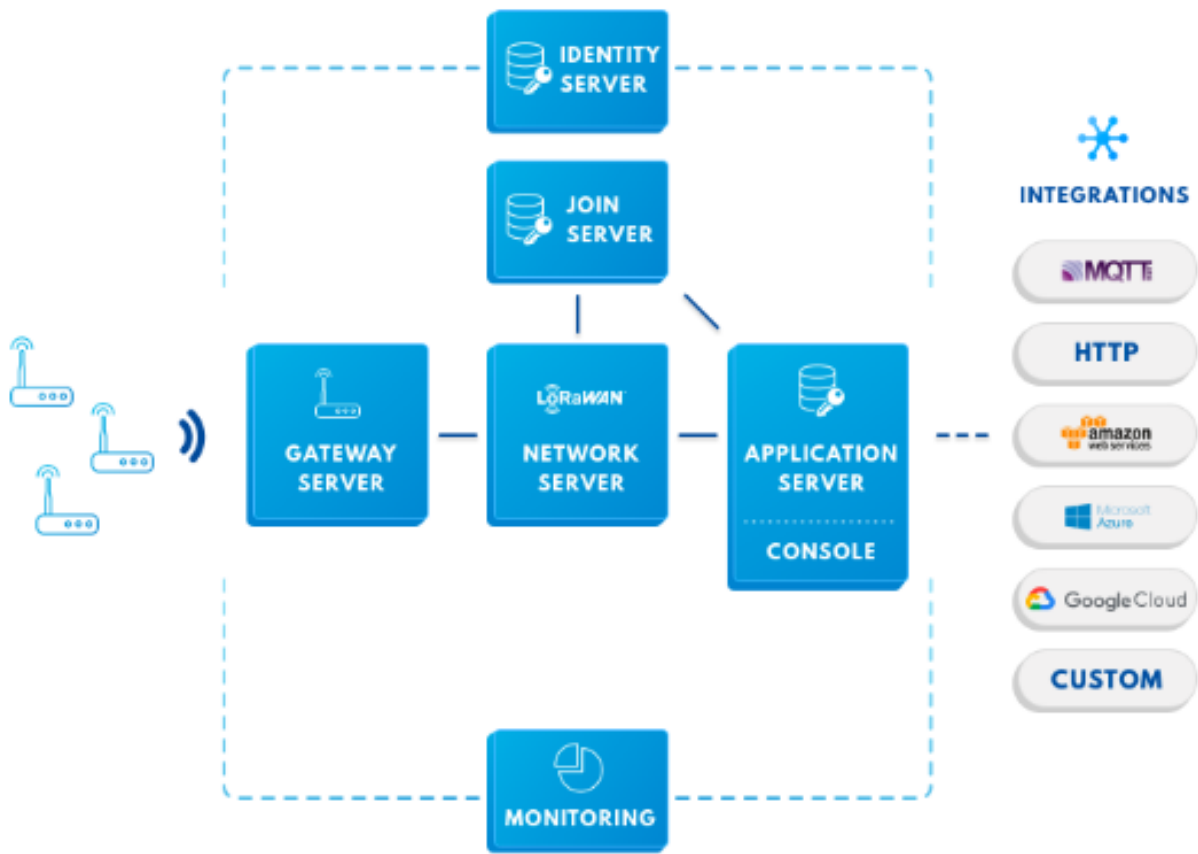 IDENTITY
SERVER
JOIN
SERVER
GATEWAY
SERVER
LoRaWAN
NETWORK
SERVER
APPLICATION
SERVER
CONSOLE
MONITORING
INTEGRATIONS
MQTT
HTTP
amazon
web services
Microsoft
Azure
Google Cloud
CUSTOM